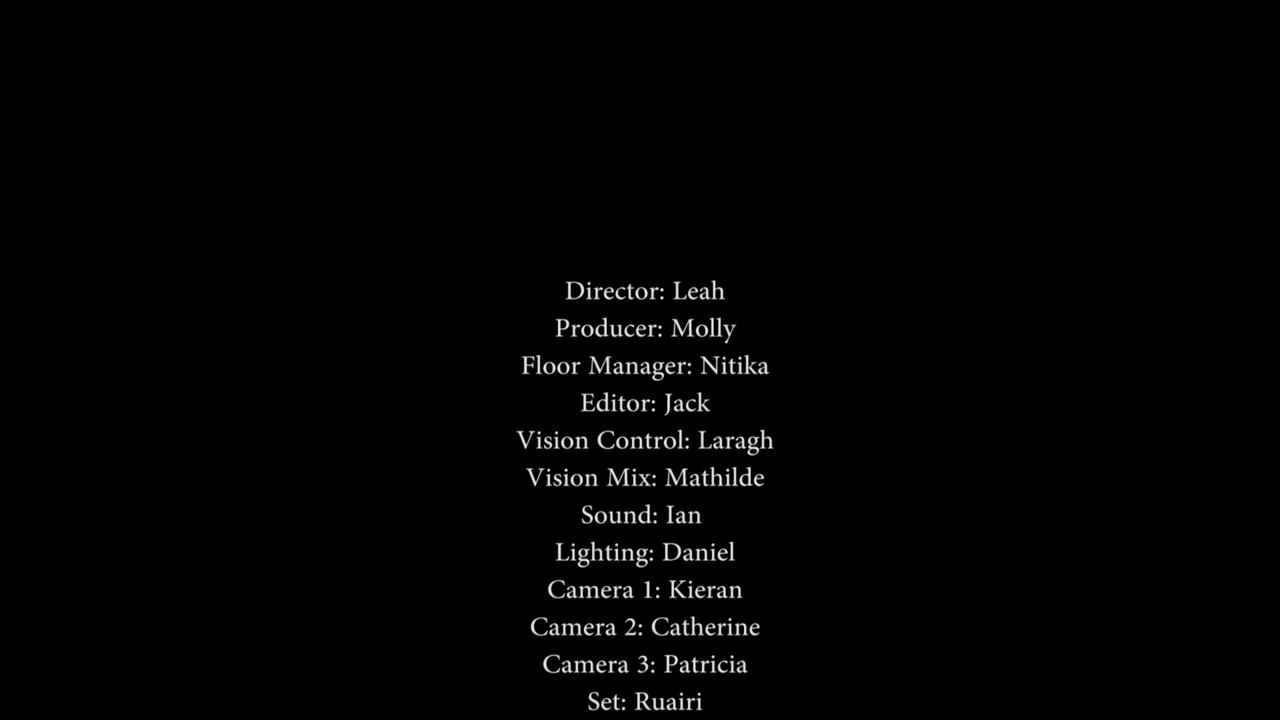 Director: Leah
Producer: Molly
Floor Manager: Nitika
Editor: Jack
Vision Control: Laragh
Vision Mix: Mathilde
Sound: Ian
Lighting: Daniel
Camera 1: Kieran
Camera 2: Catherine
Camera 3: Patricia
Set: Ruairi